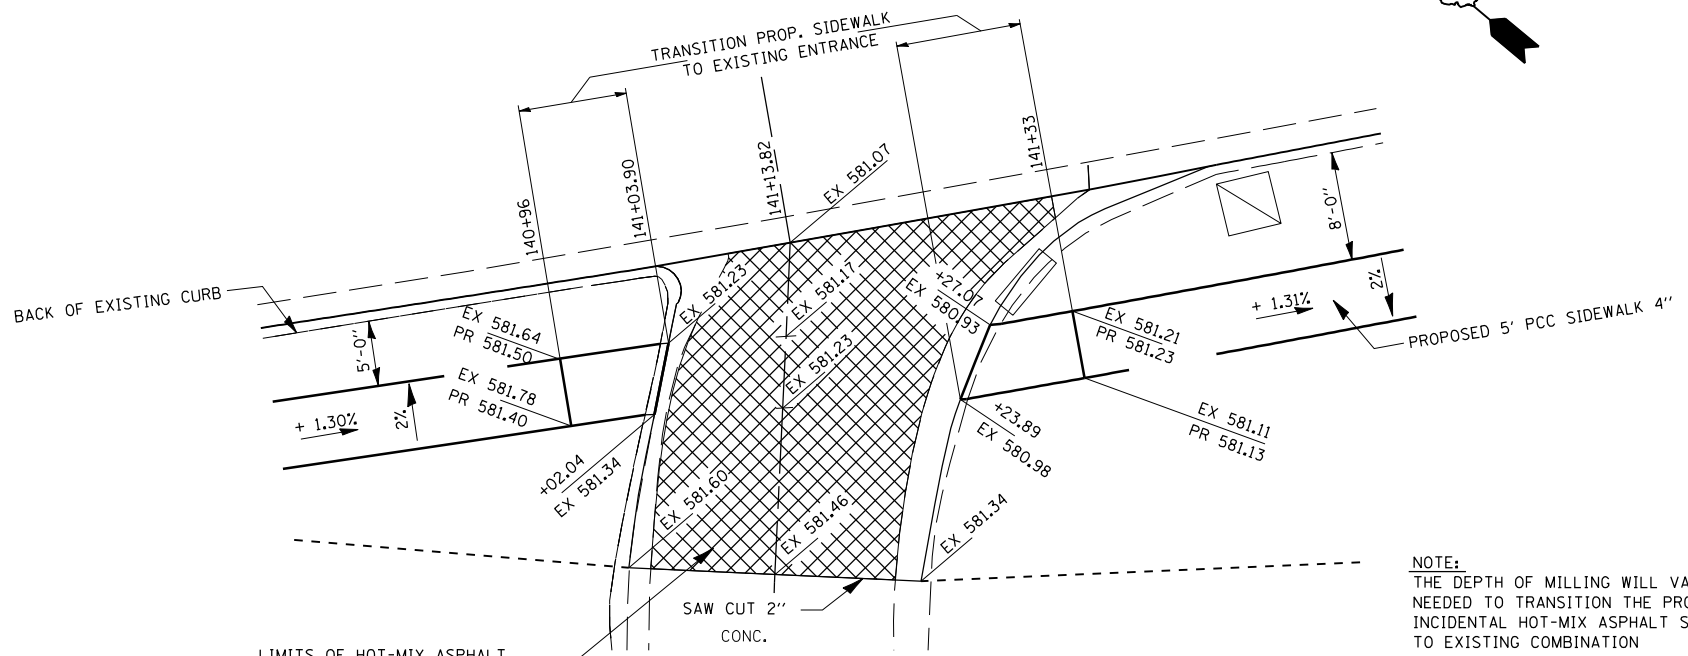 TRANSITION PROP. SIDEWALK
TO EXISTING ENTRANCE
140+96
141+03.90
141+13.82
141+33
EX 581.07
BACK OF EXISTING CURB
5'-0"
EX 581.64
PR 581.50
EX 581.78
PR 581.40
EX 581.23
EX 581.17
EX 581.23
+27.07
EX 580.93
8'-0"
2%
+ 1.31%
PROPOSED 5' PCC SIDEWALK 4"
EX 581.21
PR 581.23
+ 1.30%
2%
+02.04
EX 581.34
EX 581.60
EX 581.46
+23.89
EX 580.98
EX 581.11
PR 581.13
EX 581.34
SAW CUT 2"
CONC.
LIMITS OF HOT-MIX ASPHALT
NOTE:
THE DEPTH OF MILLING WILL VA
NEEDED TO TRANSITION THE PRO
INCIDENTAL HOT-MIX ASPHALT S
TO EXISTING COMBINATION